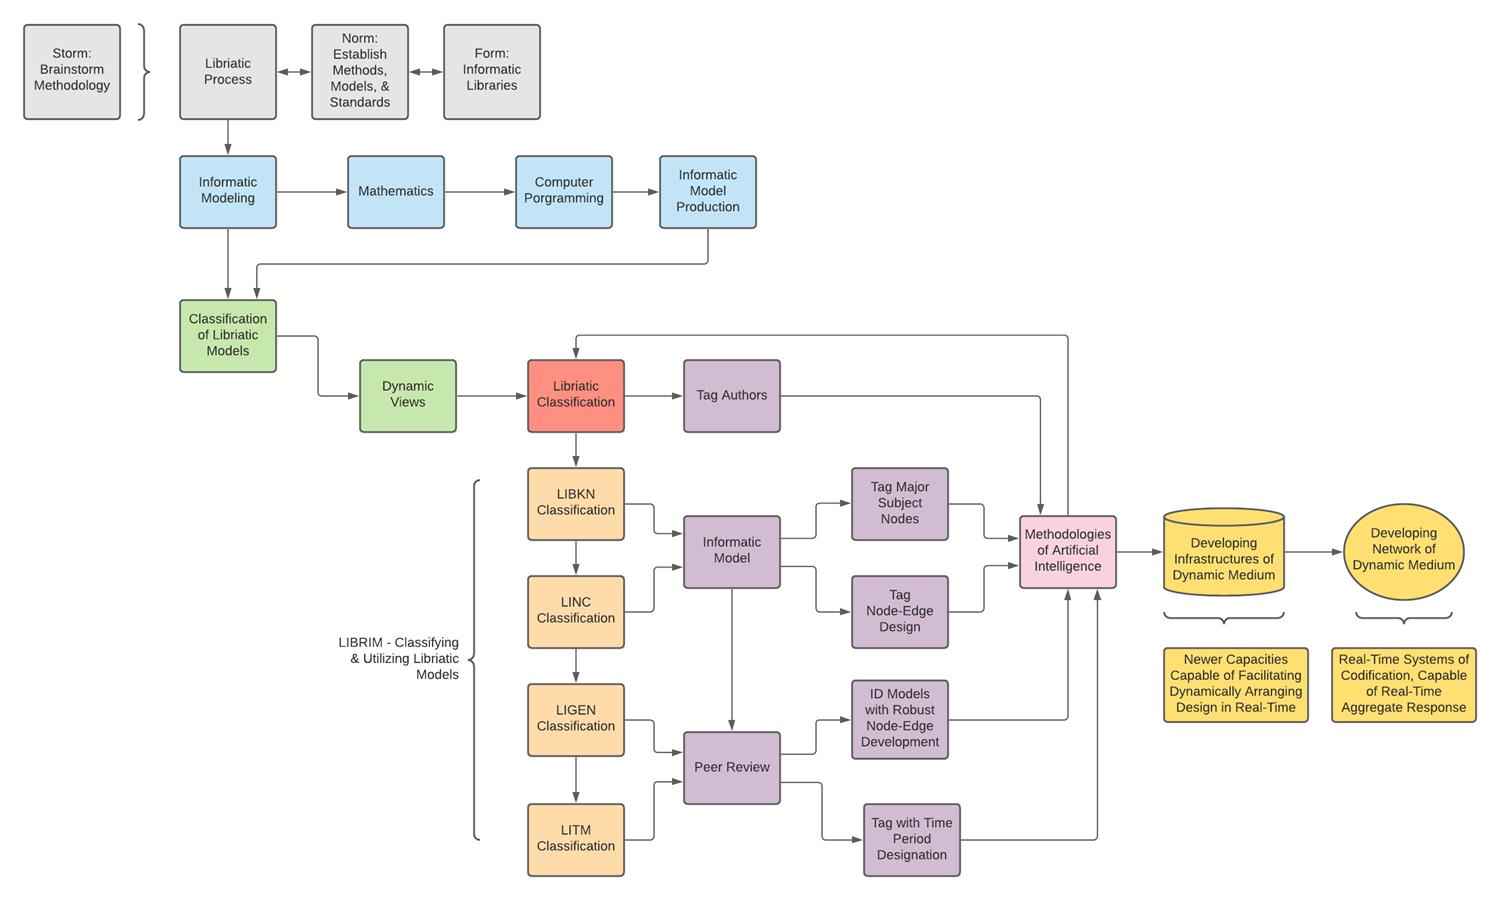 Storm:
Brainstorm
Methodology
Libriatic
Process
Norm:
Establish
Methods,
Models, &
Standards
Form:
Informatic
Libraries
Informatic
Modeling
Mathematics
Computer
Porgramming
Informatic
Model
Production
Classification
of Libriatic
Models
Dynamic
Views
Libriatic
Classification
Tag Authors
LIBKN
Classification
LINC
Classification
LIGEN
Classification
LITM
Classification
LIBRIM - Classifying
& Utilizing Libriatic
Models
Informatic
Model
Peer Review
Tag Major
Subject
Nodes
Tag
Node-Edge
Design
ID Models
with Robust
Node-Edge
Development
Tag with Time
Period
Designation
Methodologies
of Artificial
Intelligence
Developing
Infrastructures of
Dynamic Medium
Developing
Network of
Dynamic Medium
Newer Capacities
Capable of Facilitating
Dynamically Arranging
Design in Real-Time
Real-Time Systems of
Codification, Capable
of Real-Time
Aggregate Response